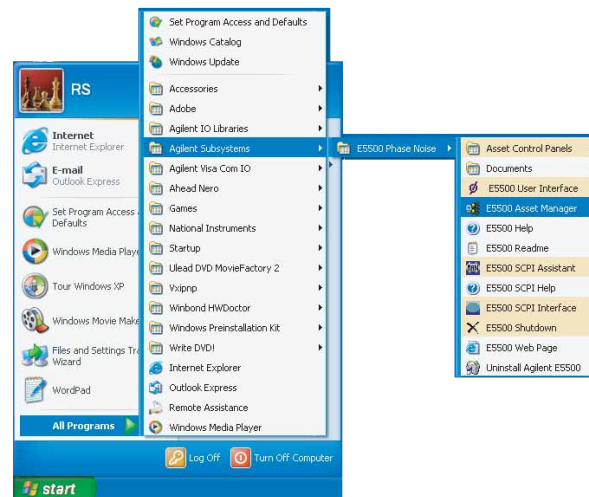 RS
Internet
Internet Explorer
E-mail
Outlook Express
Set Program Access
Defaults
Windows Media Playe
Tour Windows XP
Windows Movie Make
Files and Settings Tra
Wizard
WordPad
All Programs
Log Off
Turn Off Computer
start
Set Program Access and Defaults
Windows Catalog
Windows Update
Accessories
Adobe
Agilent IO Libraries
Agilent Subsystems
Agilent Visa Com IO
Ahead Nero
Games
National Instruments
Startup
Ulead DVD MovieFactory 2
Vxipnp
Winbond HWDoctor
Windows Preinstallation Kit
Write DVD!
Internet Explorer
Outlook Express
Remote Assistance
Windows Media Player
E5500 Phase Noise
Asset Control Panels
Documents
E5500 User Interface
E5500 Asset Manager
E5500 Help
E5500 Readme
E5500 SCPI Assistant
E5500 SCPI Help
E5500 SCPI Interface
E5500 Shutdown
E5500 Web Page
Uninstall Agilent E5500